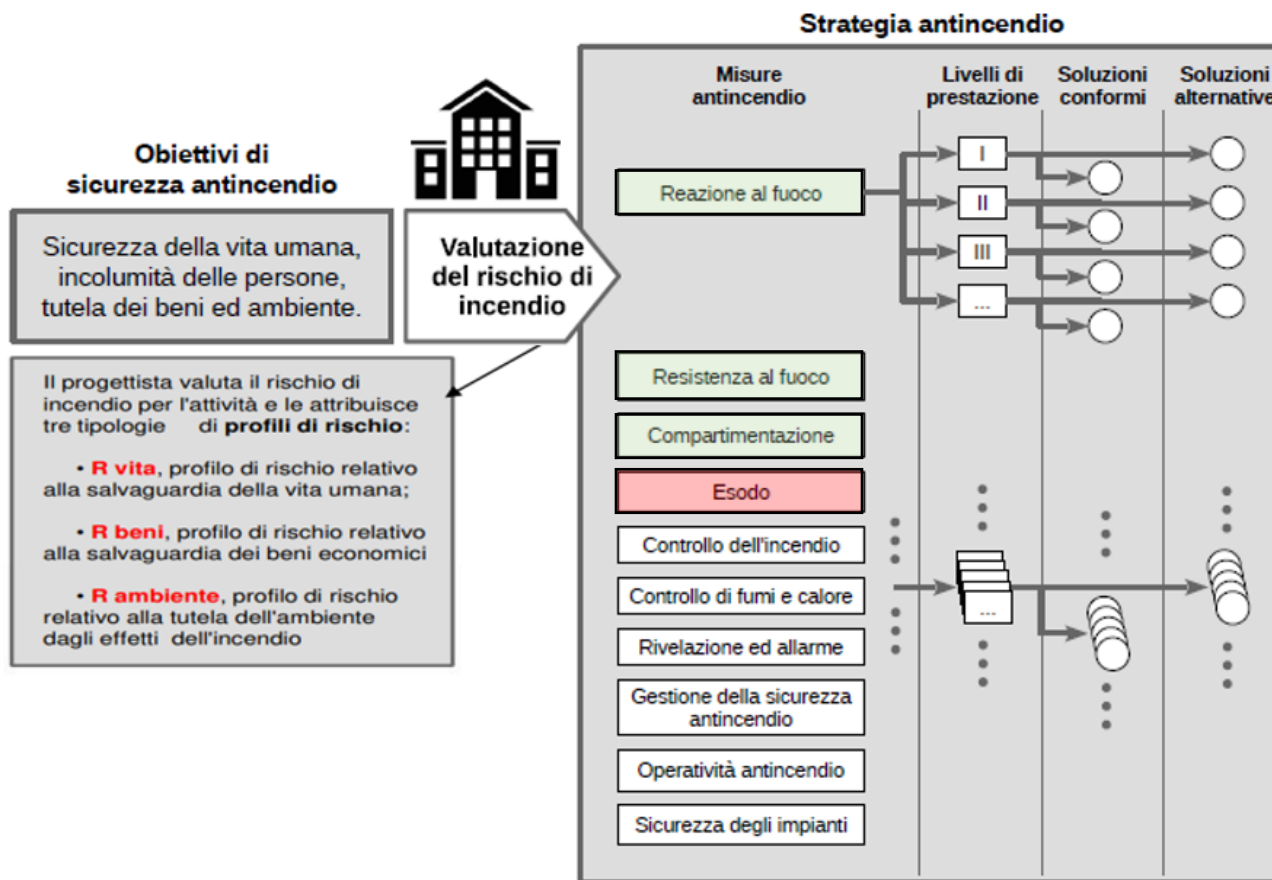 Strategia antincendio
Obiettivi di
sicurezza antincendio
Sicurezza della vita umana,
incolumità delle persone,
tutela dei beni ed ambiente.
Valutazione
del rischio di
incendio
Il progettista valuta il rischio di
incendio per l'attività e le attribuisce
tre tipologie di profili di rischio:
• R vita, profilo di rischio relativo
alla salvaguardia della vita umana;
• R beni, profilo di rischio relativo
alla salvaguardia dei beni economici
• R ambiente, profilo di rischio
relativo alla tutela dell'ambiente
dagli effetti dell'incendio
Misure
antincendio
Livelli di
prestazione
Soluzioni
conformi
Soluzioni
alternative
Reazione al fuoco
I
II
III
...
Resistenza al fuoco
Compartimentazione
Esodo
Controllo dell'incendio
Controllo di fumi e calore
...
Rivelazione ed allarme
Gestione della sicurezza
antincendio
Operatività antincendio
Sicurezza degli impianti